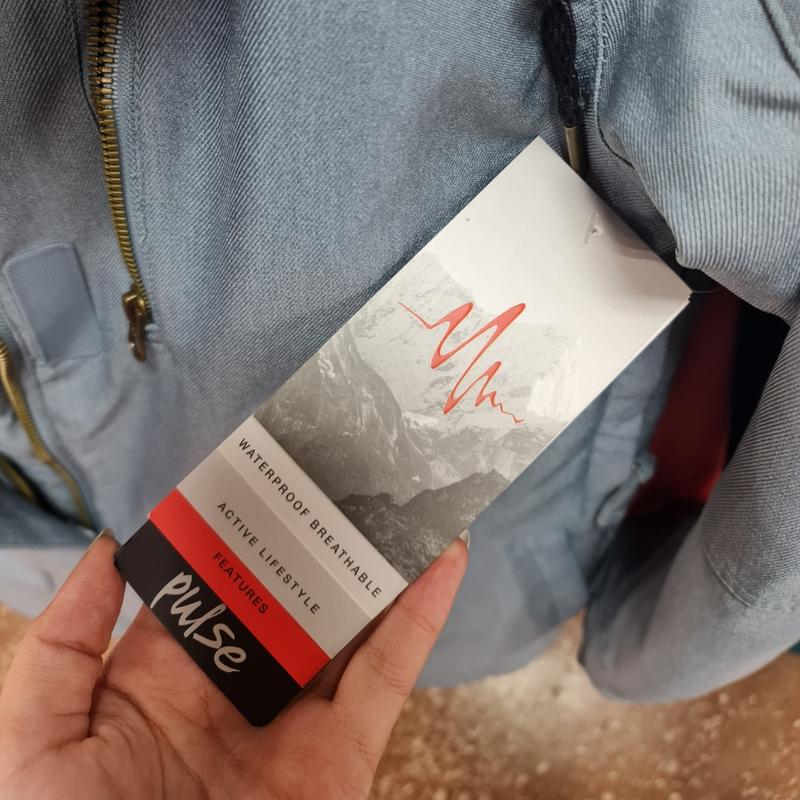 WATERPROOF BREATHABLE
ACTIVE LIFESTYLE
FEATURES
pulse